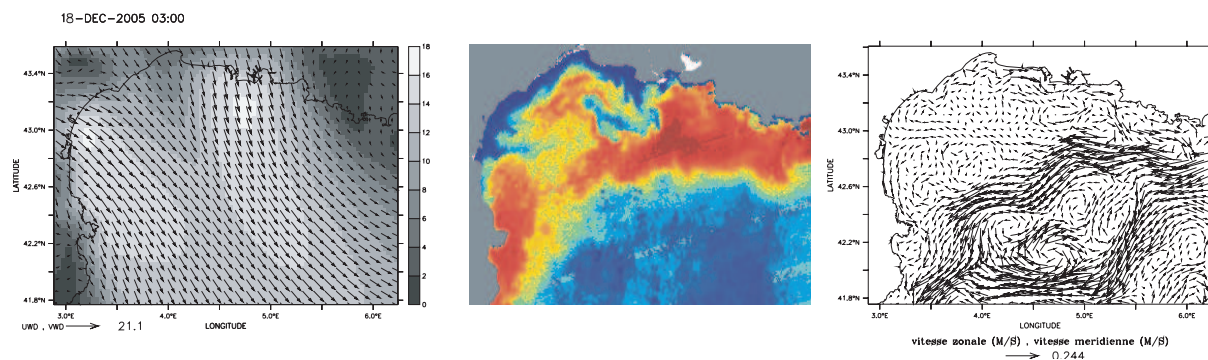 18-DEC-2005 03:00
43.4°N
43.0°N
42.6°N
42.2°N
41.8°N
LATITUDE
3.0°E 4.0°E 5.0°E 6.0°E
LONGITUDE
18
16
14
12
10
8
6
4
2
0
UWD , VWD 21.1
43.4°N
43.0°N
42.6°N
42.2°N
41.8°N
LATITUDE
3.0°E 4.0°E 5.0°E 6.0°E
LONGITUDE
vitesse zonale (M/S) , vitesse meridienne (M/S)
0.244